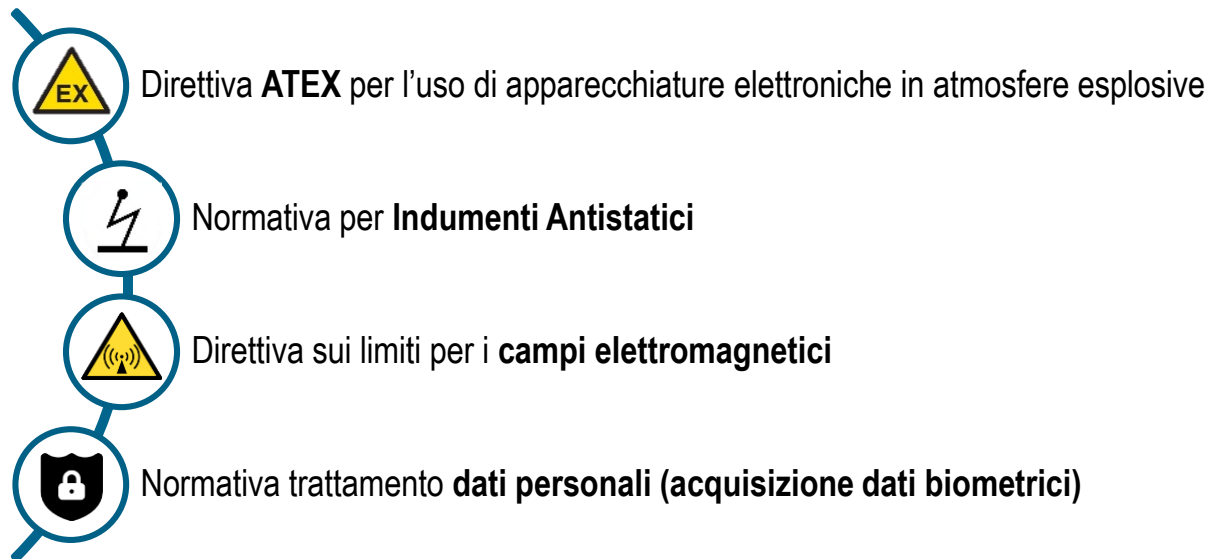 EX
Direttiva ATEX per l’uso di apparecchiature elettroniche in atmosfere esplosive
Normativa per Indumenti Antistatici
Direttiva sui limiti per i campi elettromagnetici
Normativa trattamento dati personali (acquisizione dati biometrici)